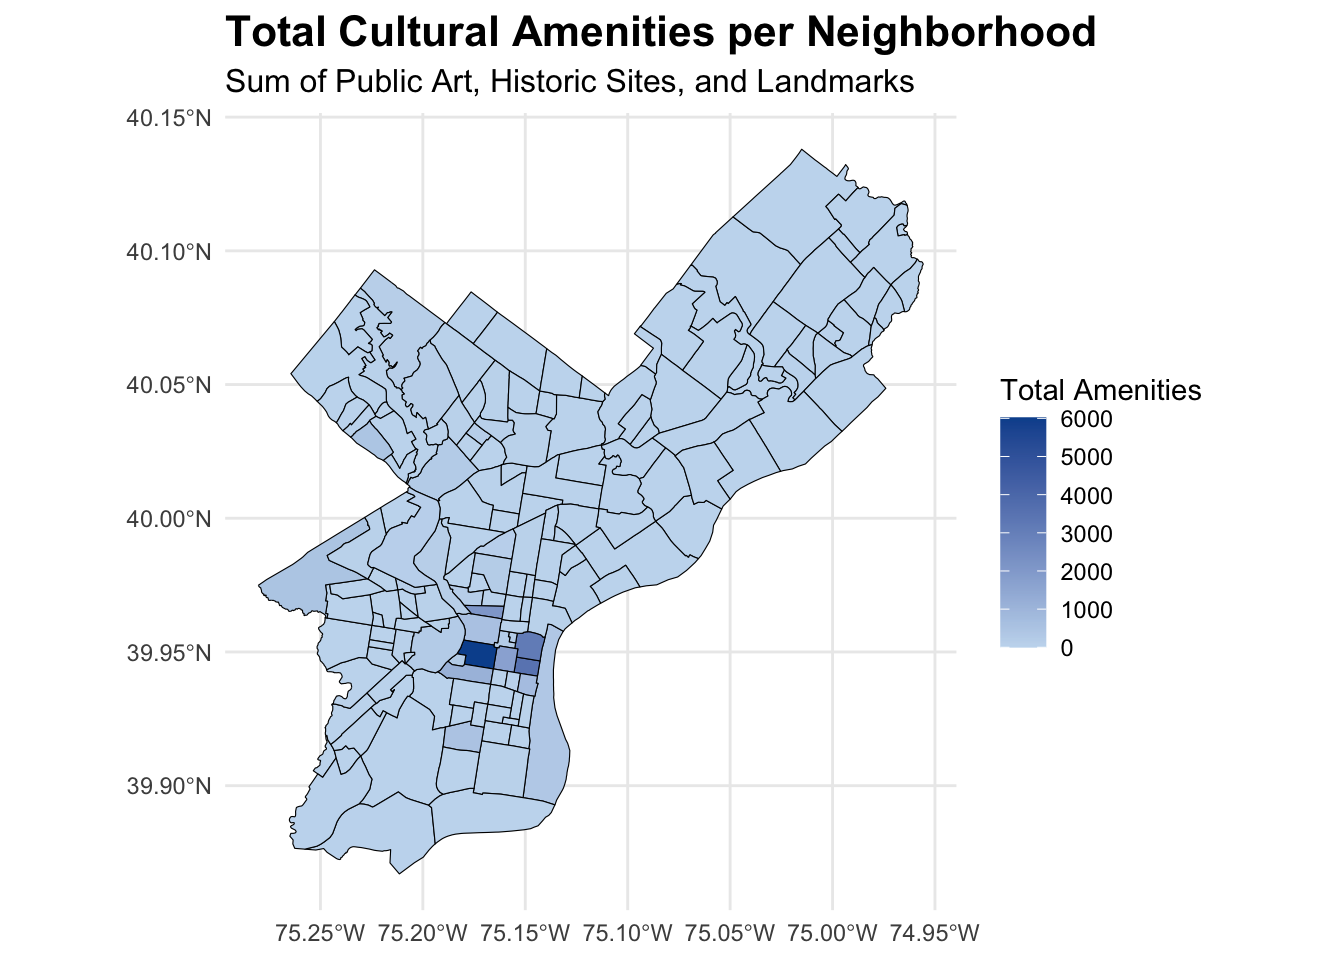 Total Cultural Amenities per Neighborhood
Sum of Public Art, Historic Sites, and Landmarks
40.15°N
40.10°N
40.05°N
40.00°N
39.95°N
39.90°N
75.25°W 75.20°W 75.15°W 75.10°W 75.05°W 75.00°W 74.95°W
Total Amenities
6000
5000
4000
3000
2000
1000
0